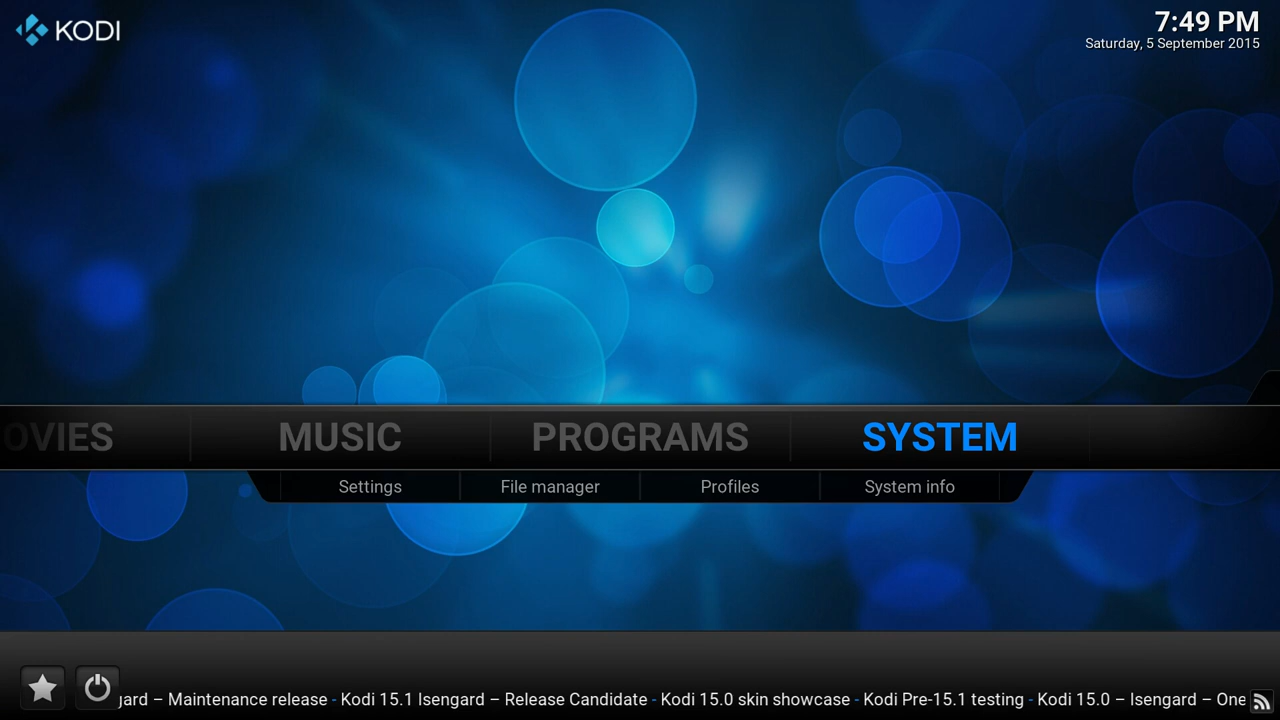 KODI
7:49 PM
Saturday, 5 September 2015
OVIES MUSIC PROGRAMS SYSTEM
Settings File manager Profiles System info
gard – Maintenance release - Kodi 15.1 Isengard – Release Candidate - Kodi 15.0 skin showcase - Kodi Pre-15.1 testing - Kodi 15.0 – Isengard – One